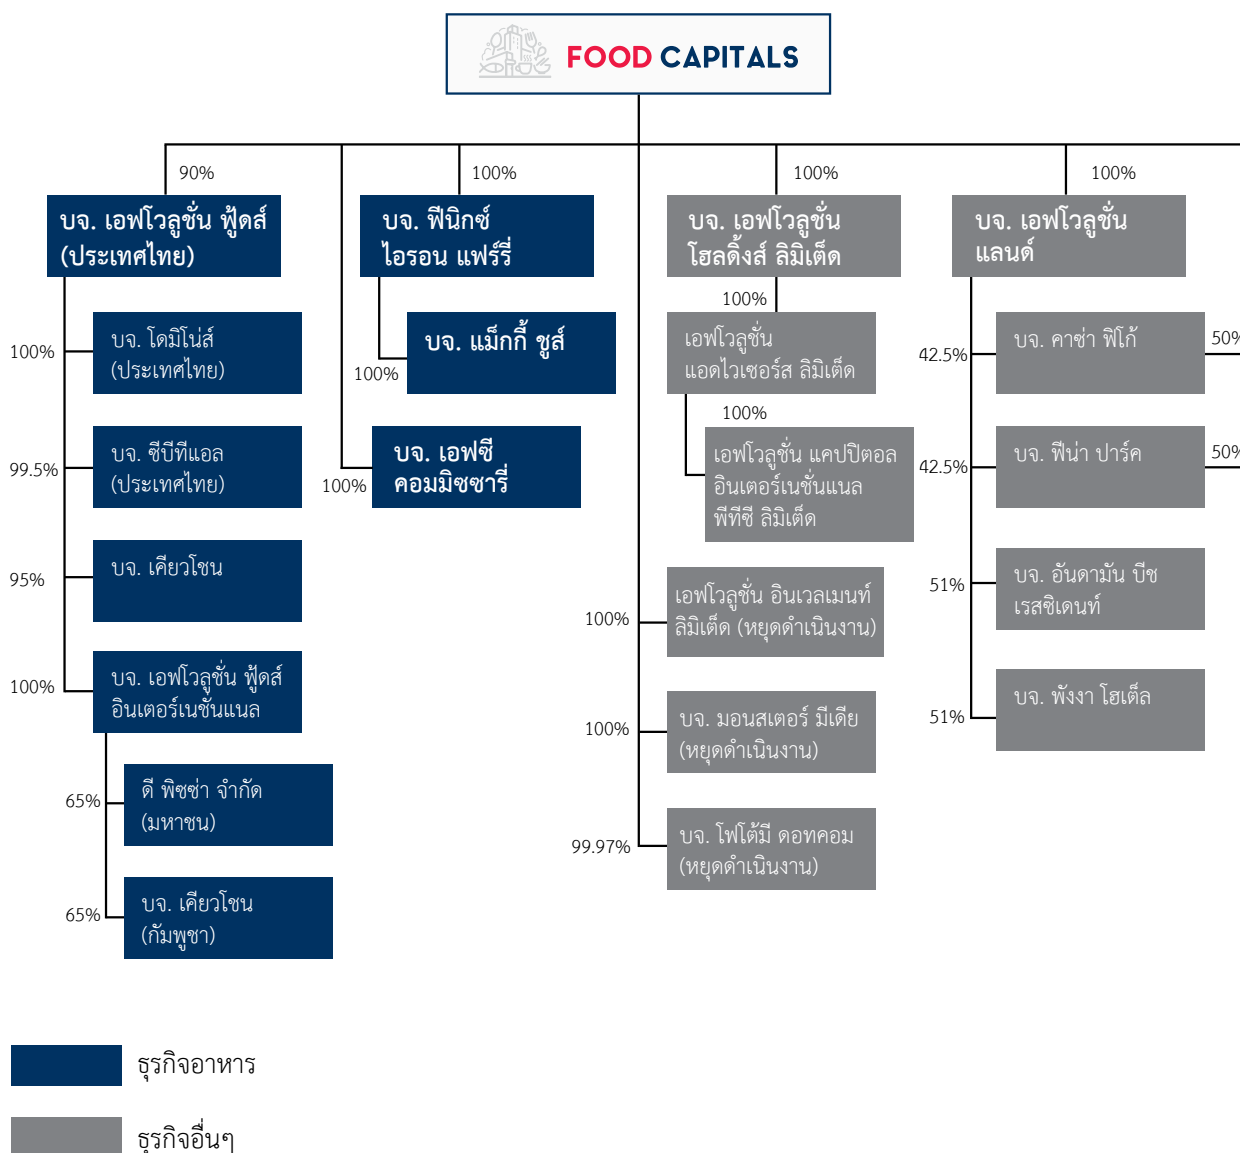 FOOD CAPITALS
90%
100%
100%
100%
บจ. เอฟโวลูชั่น ฟู้ดส์
(ประเทศไทย)
100%
บจ. โดมิโน่ส์
(ประเทศไทย)
99.5%
บจ. ซีบีทีแอล
(ประเทศไทย)
95%
บจ. เคียวโชน
100%
บจ. เอฟโวลูชั่น ฟู้ดส์
อินเตอร์เนชั่นแนล
65%
ดี พิซซ่า จำกัด
(มหาชน)
65%
บจ. เคียวโชน
(กัมพูชา)
บจ. ฟีนิกซ์
ไอรอน แฟร์รี่
100%
บจ. แม็กกี้ ชูส์
100%
บจ. เอฟซี
คอมมิซซารี่
บจ. เอฟโวลูชั่น
โฮลดิ้งส์ ลิมิเต็ด
100%
เอฟโวลูชั่น
แอดไวเซอร์ส ลิมิเต็ด
100%
เอฟโวลูชั่น แคปปิตอล
อินเตอร์เนชั่นแนล
พีทีซี ลิมิเต็ด
100%
เอฟโวลูชั่น อินเวลเมนท์
ลิมิเต็ด (หยุดดำเนินงาน)
100%
บจ. มอนสเตอร์ มีเดีย
(หยุดดำเนินงาน)
99.97%
บจ. โฟโต้มี ดอทคอม
(หยุดดำเนินงาน)
บจ. เอฟโวลูชั่น
แลนด์
42.5%
บจ. คาซ่า ฟิโก้
50%
42.5%
บจ. ฟีน่า ปาร์ค
50%
51%
บจ. อันดามัน บีช
เรสซิเดนท์
51%
บจ. พังงา โฮเต็ล
ธุรกิจอาหาร
ธุรกิจอื่นๆ